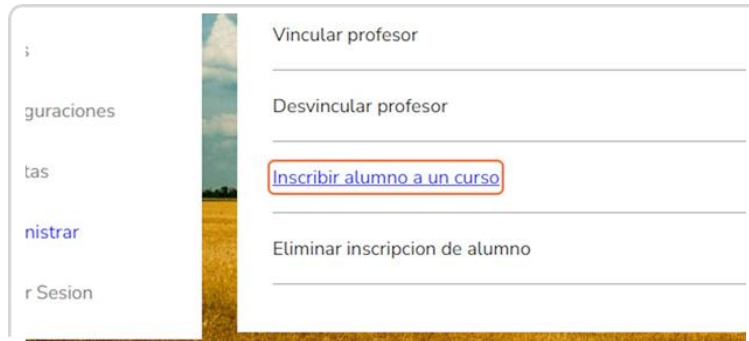 guraciones
tas
nistrar
r Sesion
Vincular profesor
Desvincular profesor
Inscribir alumno a un curso
Eliminar inscripcion de alumno